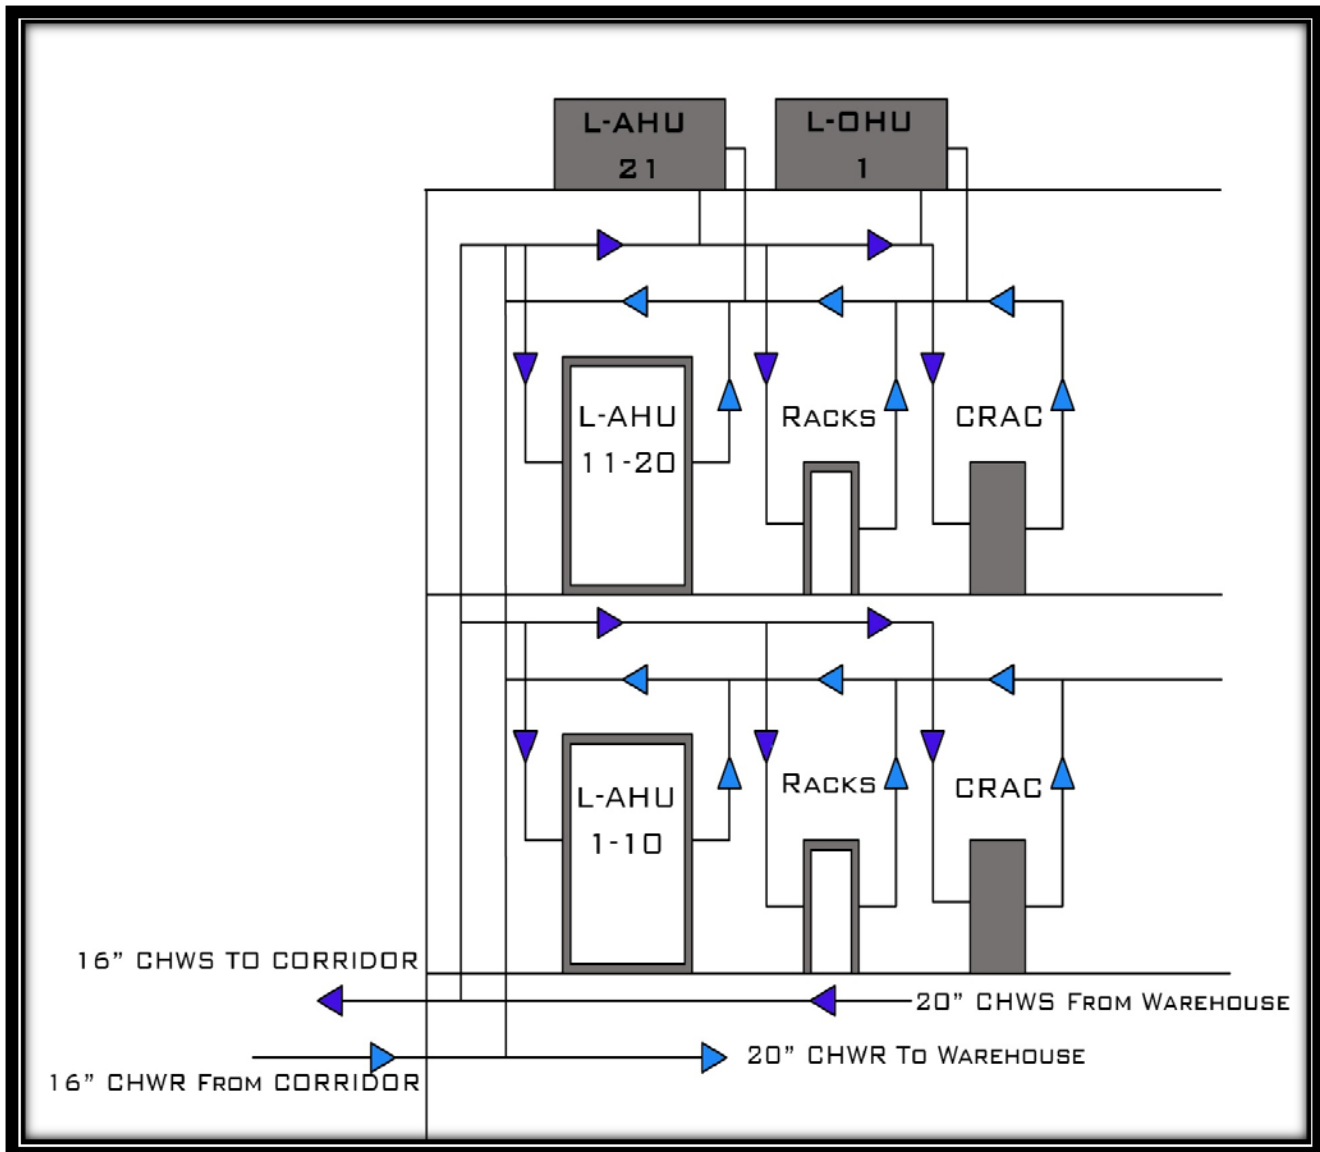 L-AHU
21
L-OHU
1
L-AHU
11-20
Racks
CRAC
L-AHU
1-10
Racks
CRAC
16” CHWS TO CORRIDOR
20” CHWS From Warehouse
20” CHWR To Warehouse
16” CHWR From CORRIDOR